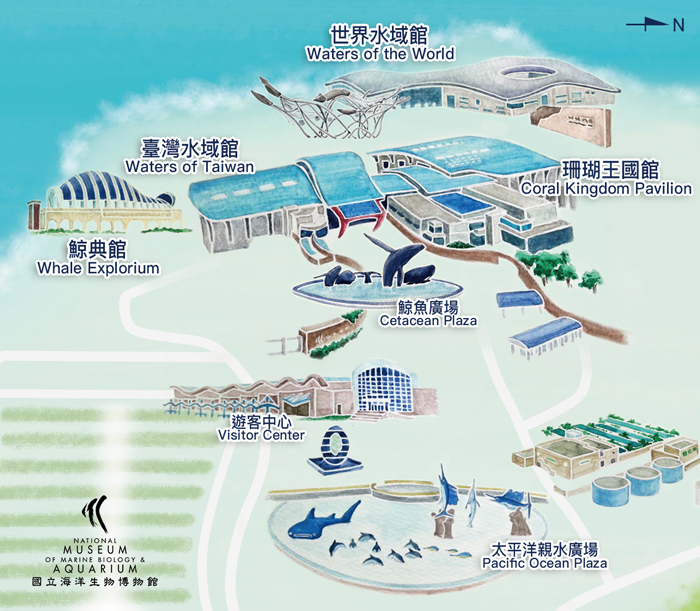 N
世界水域館
Waters of the World
臺灣水域館
Waters of Taiwan
珊瑚王國館
Coral Kingdom Pavilion
鯨典館
Whale Explorium
鯨魚廣場
Cetacean Plaza
遊客中心
Visitor Center
太平洋親水廣場
Pacific Ocean Plaza
NATIONAL
MUSEUM
OF MARINE BIOLOGY &
AQUARIUM
國立海洋生物博物館